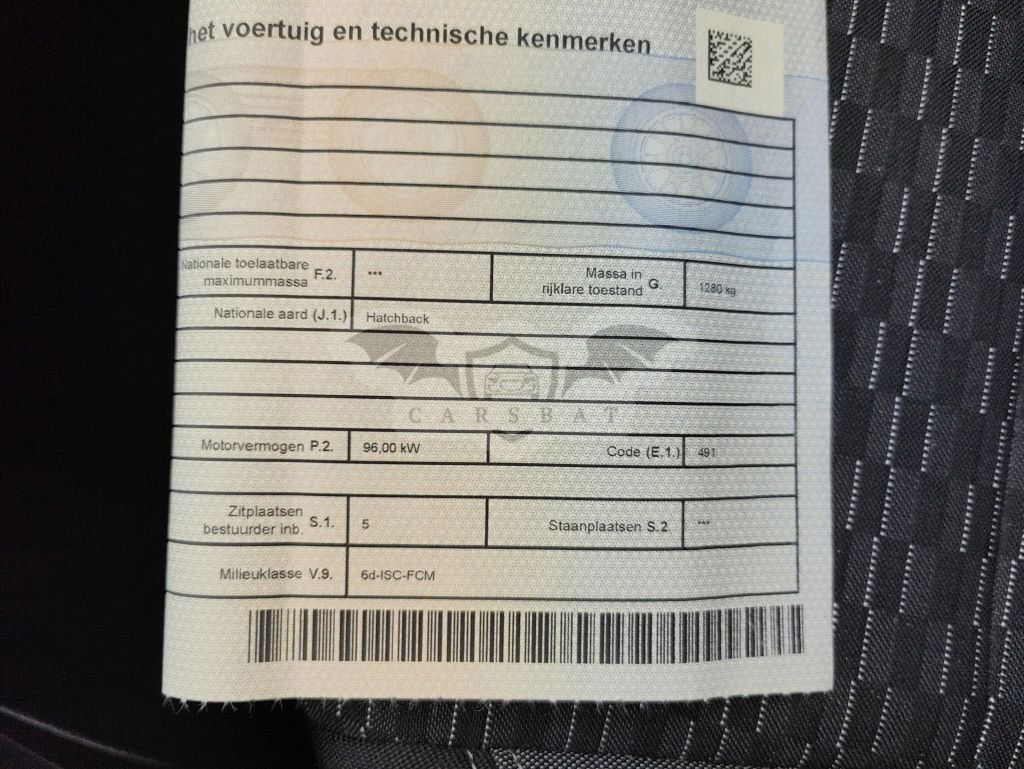 het voertuig en technische kenmerken
Nationale toelaatbare maximummassa F.2. *** Massa in rijklare toestand G. 1280 kg
Nationale aard (J.1.) Hatchback
CARSBAT
Motorvermogen P.2. 96,00 kW Code (E.1.) 491
Zitplaatsen bestuurder inb. S.1. 5 Staanplaatsen S.2. ***
Milieuklasse V.9. 6d-ISC-FCM